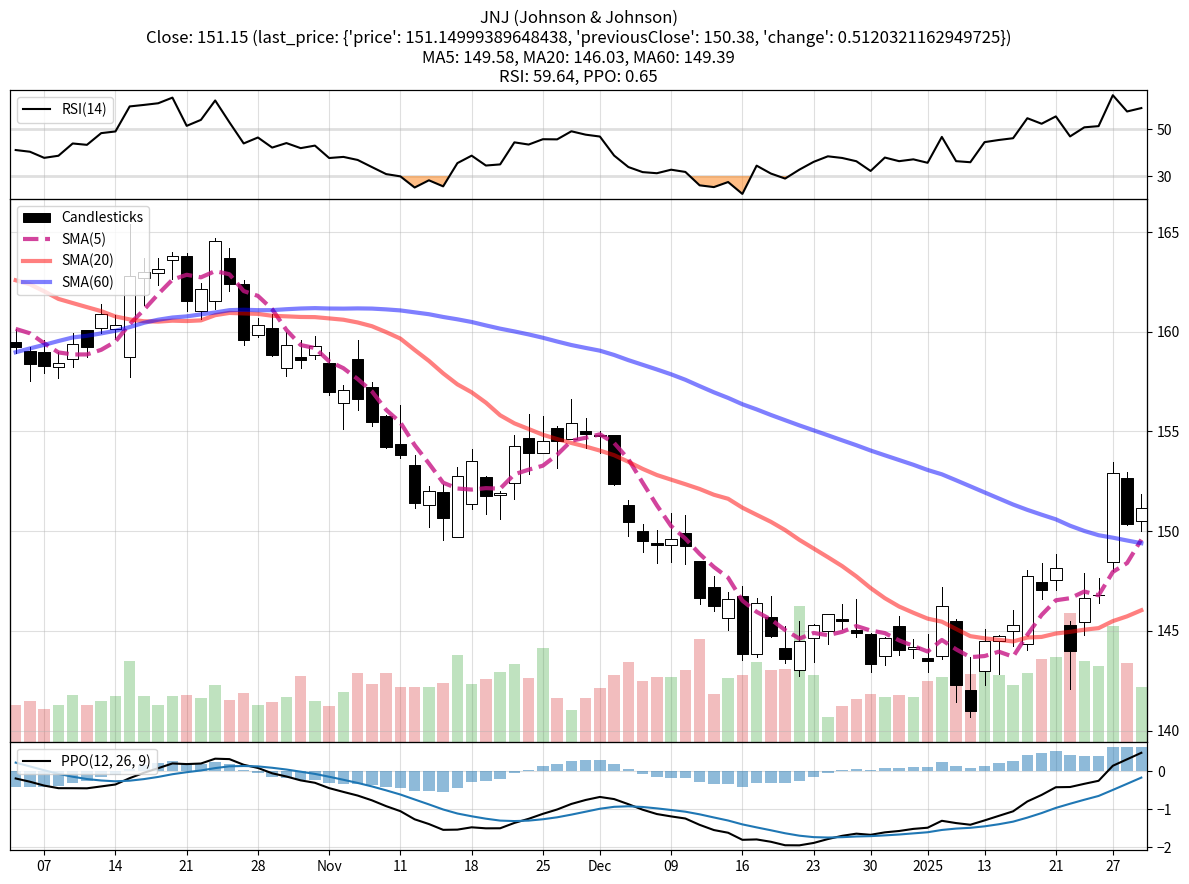 JNJ (Johnson & Johnson)
Close: 151.15 (last_price: {'price': 151.14999389648438, 'previousClose': 150.38, 'change': 0.5120321162949725})
MA5: 149.58, MA20: 146.03, MA60: 149.39
RSI: 59.64, PPO: 0.65
RSI(14)
50
30
Candlesticks
SMA(5)
SMA(20)
SMA(60)
165
160
155
150
145
140
PPO(12, 26, 9)
0
−1
−2
07 14 21 28 Nov 11 18 25 Dec 09 16 23 30 2025 13 21 27